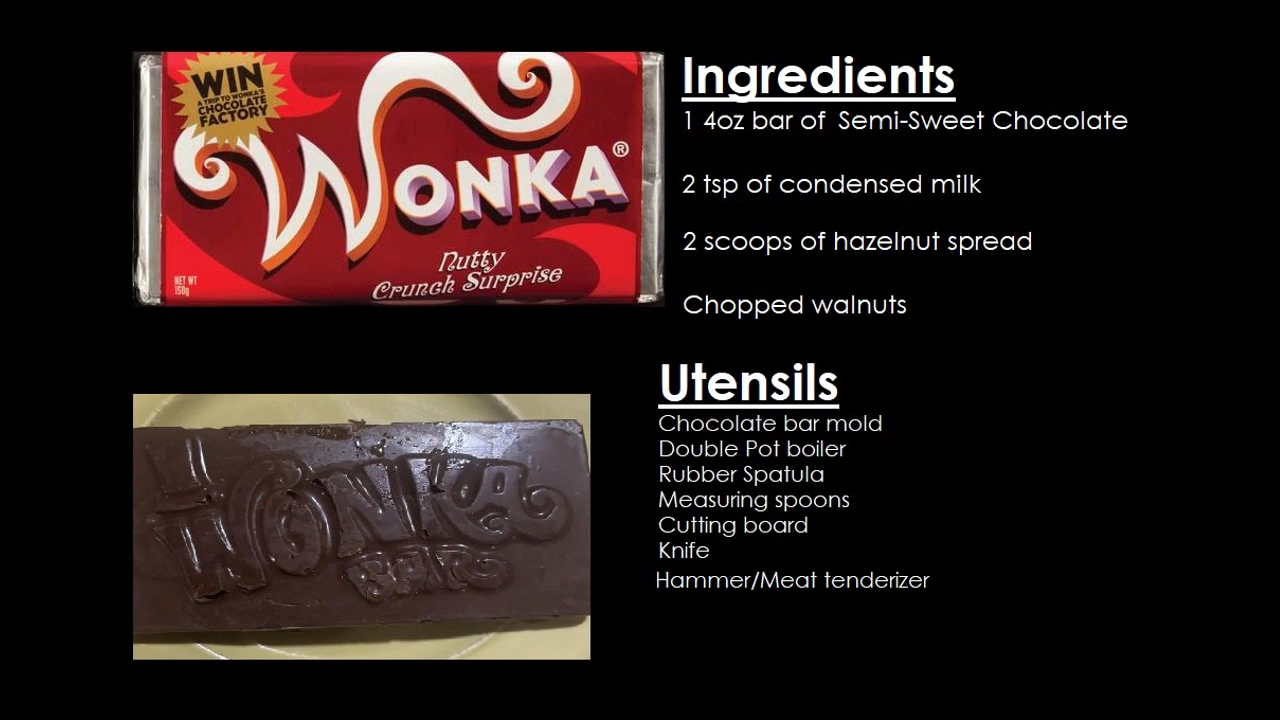 WIN
A TRIP TO WONKA'S
CHOCOLATE
FACTORY
WONKA®
Nutty
Crunch Surprise
NET WT
150g
Ingredients
1 4oz bar of Semi-Sweet Chocolate
2 tsp of condensed milk
2 scoops of hazelnut spread
Chopped walnuts
WONKA
BAR
Utensils
Chocolate bar mold
Double Pot boiler
Rubber Spatula
Measuring spoons
Cutting board
Knife
Hammer/Meat tenderizer